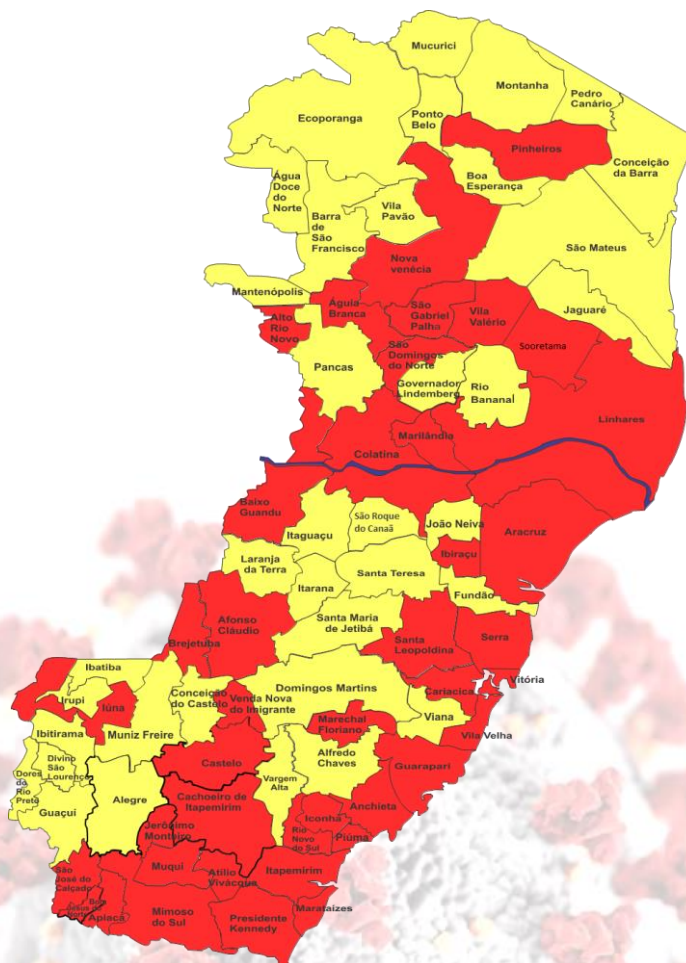 Mucurici
Montanha
Pedro
Canário
Ecoporanga
Ponto
Belo
Pinheiros
Conceição
da Barra
Boa
Esperança
Água
Doce
do
Norte
Vila
Pavão
Barra
de
São
Francisco
São Mateus
Nova
venécia
Mantenópolis
Jaguaré
Águia
Branca
São
Gabriel
Palha
Vila
Valério
Alto
Rio
Novo
Sooretama
São
Domingos
do Norte
Pancas
Governador
Lindemberg
Rio
Bananal
Linhares
Marilândia
Colatina
Baixo
Guandu
São Roque
do Canaã
João Neiva
Itaguaçu
Aracruz
Ibiraçu
Laranja
da Terra
Santa Teresa
Itarana
Fundão
Santa Maria
de Jetibá
Afonso
Cláudio
Brejetuba
Santa
Leopoldina
Serra
Ibatiba
Vitória
Irupi
Iúna
Conceição
do Castelo
Venda Nova
do Imigrante
Domingos Martins
Cariacica
Viana
Marechal
Floriano
Ibitirama
Muniz Freire
Vila Velha
Alfredo
Chaves
Castelo
Guarapari
Divino
São
Lourenço
Dores
do
Rio
Preto
Vargem
Alta
Alegre
Cachoeiro de
Itapemirim
Guaçuí
Anchieta
Iconha
Jerônimo
Monteiro
Rio
Novo
do Sul
Piúma
São
José do
Calçado
Muqui
Atílio
Vivacqua
Itapemirim
Bom
Jesus do
Norte
Apiacá
Mimoso
do Sul
Presidente
Kennedy
Marataízes